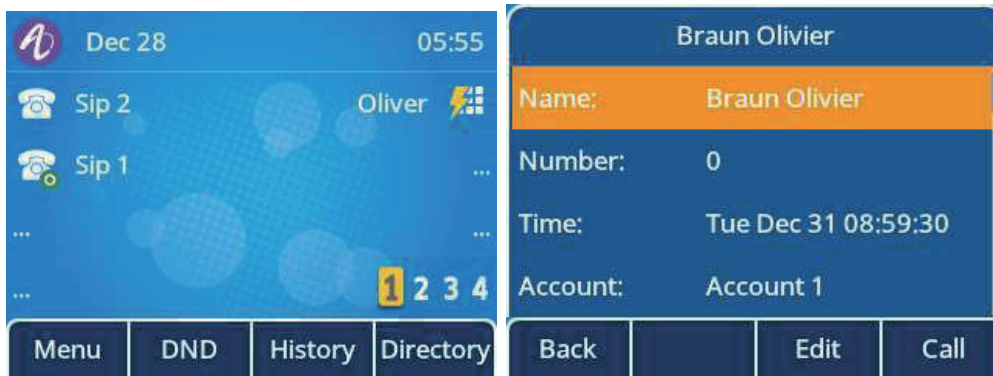 Dec 28 05:55
Sip 2 Oliver
Sip 1 ...
... ...
... 1 2 3 4
Menu DND History Directory
Braun Olivier
Name: Braun Olivier
Number: 0
Time: Tue Dec 31 08:59:30
Account: Account 1
Back Edit Call